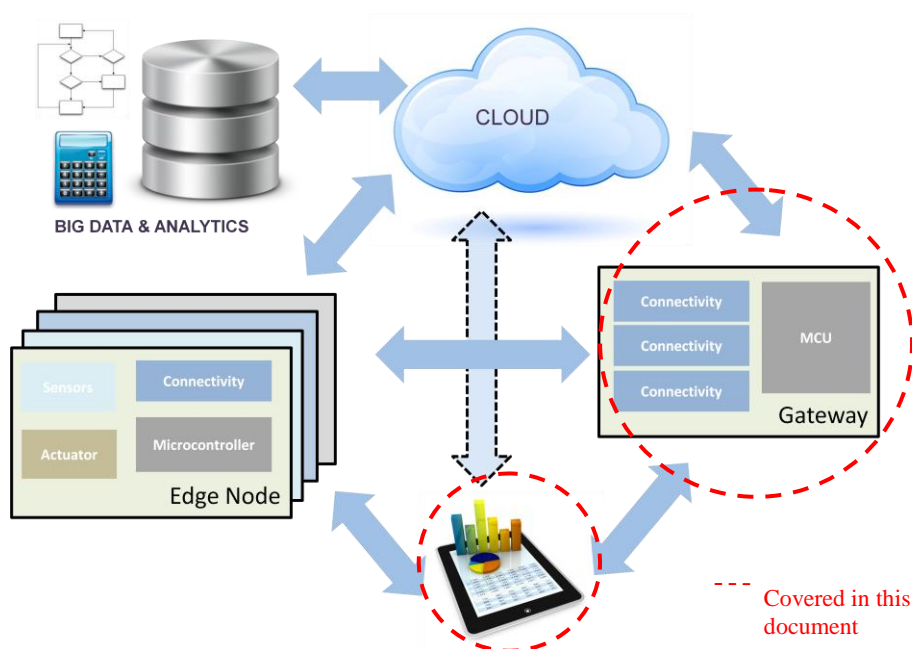 CLOUD
BIG DATA & ANALYTICS
Sensors
Connectivity
Actuator
Microcontroller
Edge Node
Connectivity
Connectivity
Connectivity
MCU
Gateway
Covered in this
document